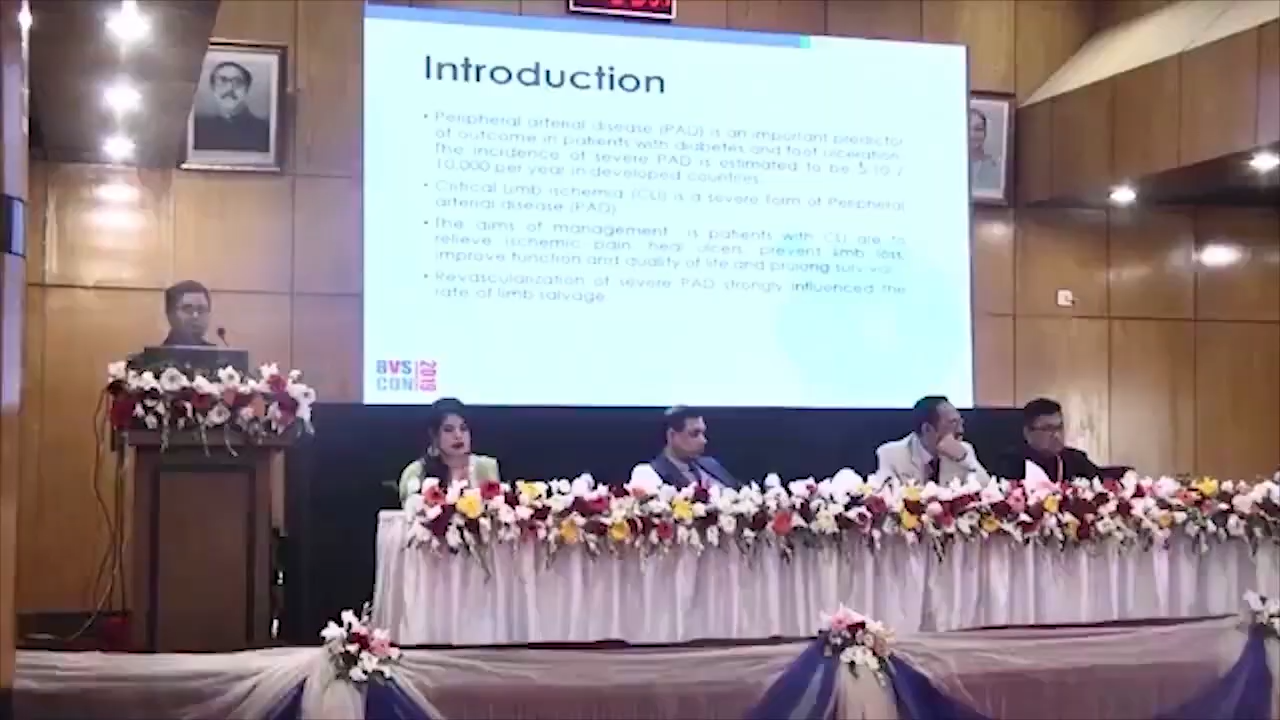 Introduction
• Peripheral arterial disease (PAD) is an important predictor
of outcome in patients with diabetes and foot ulceration.
The incidence of severe PAD is estimated to be 5 to
10,000 per year in developed countries.
• Critical Limb Ischemia (CLI) is a severe form of Peripheral
arterial disease (PAD)
• The aims of management is patients with CLI are to
relieve ischemic pain, heal ulcers, prevent limb loss,
improve function and quality of life and prolong survival.
• Revascularization of severe PAD strongly influenced the
rate of limb salvage
BVS
CON
2019